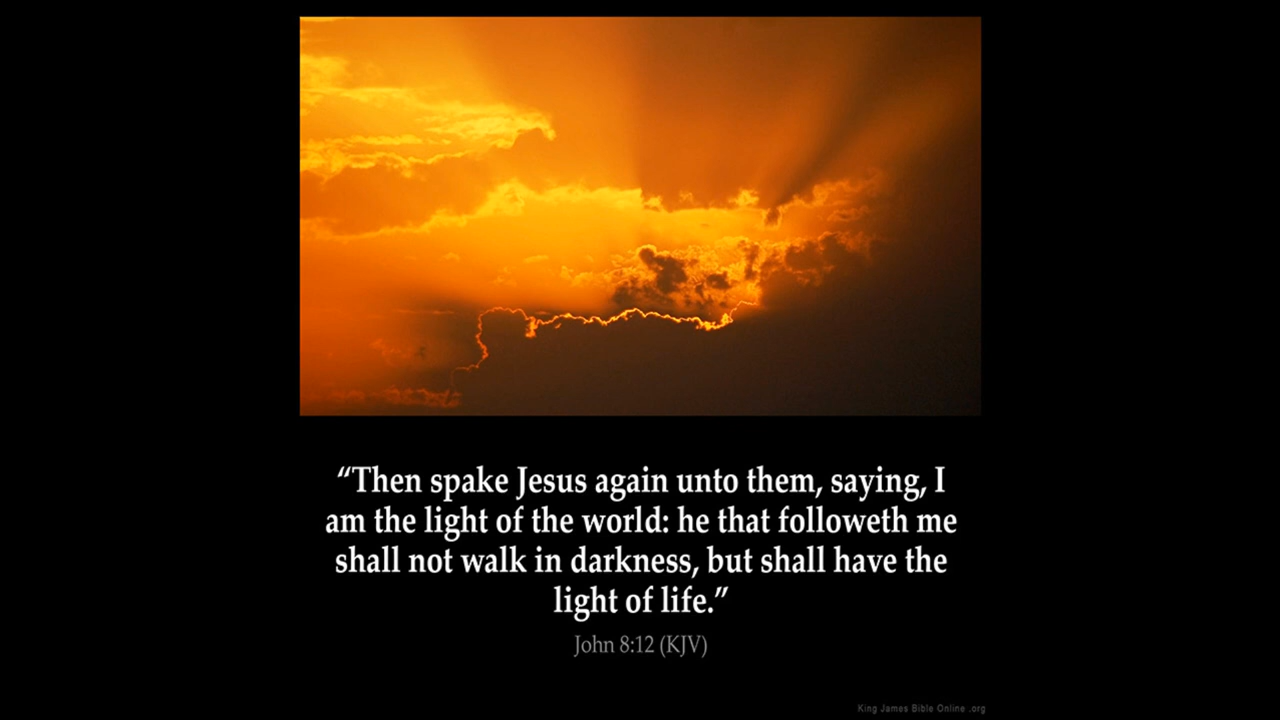 “Then spake Jesus again unto them, saying, I
am the light of the world: he that followeth me
shall not walk in darkness, but shall have the
light of life.”
John 8:12 (KJV)
King James Bible Online .org